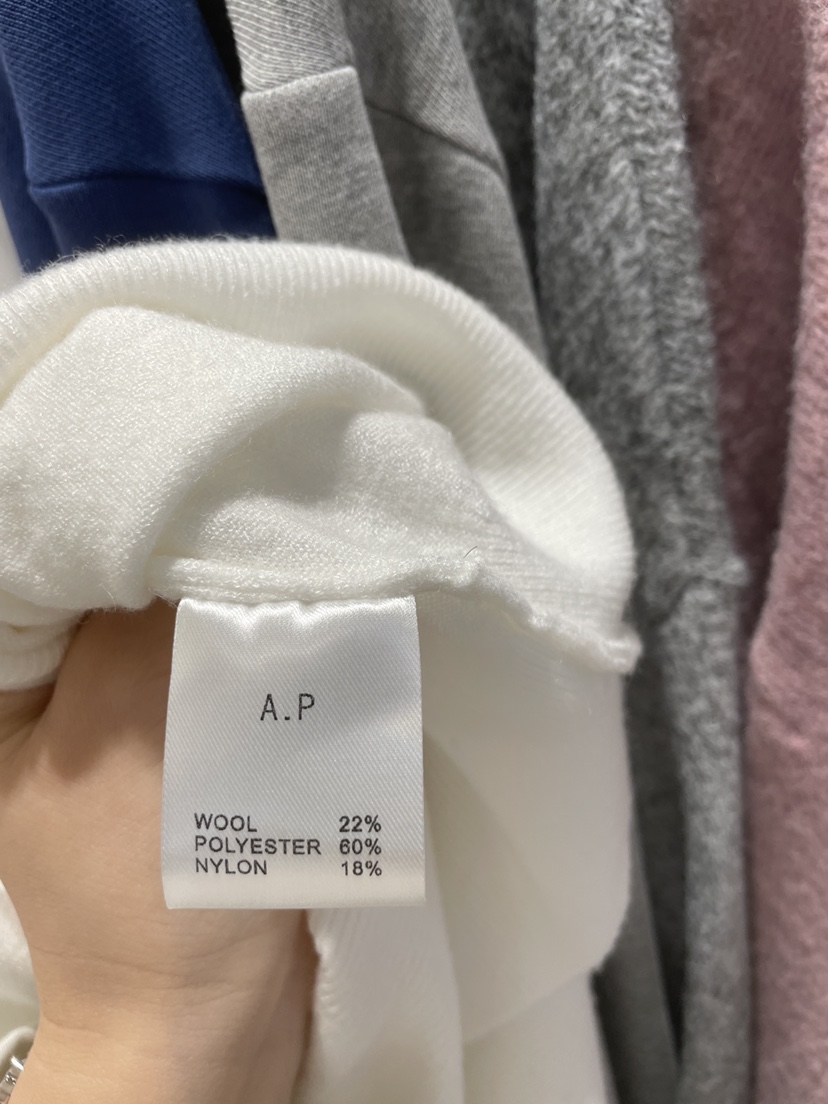 A.P
WOOL 22%
POLYESTER 60%
NYLON 18%